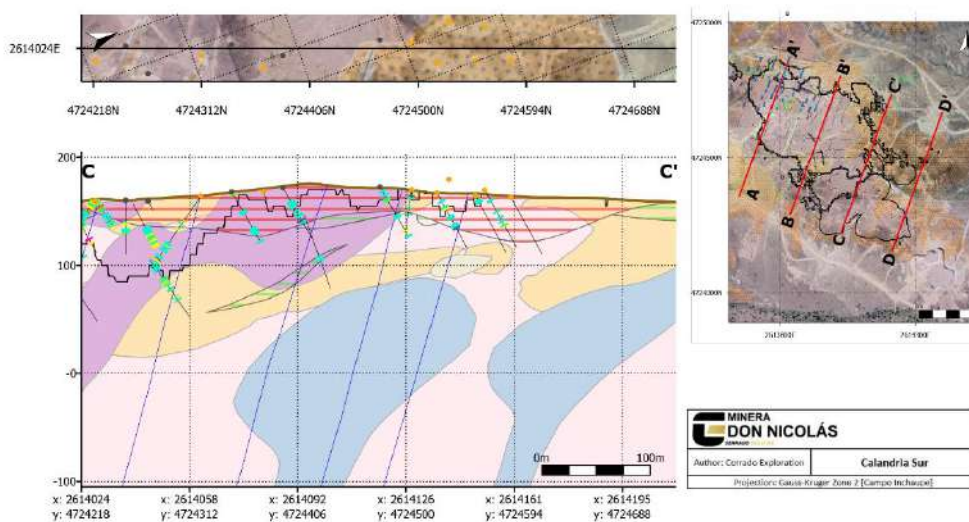 2614024E
4724218N 4724312N 4724406N 4724500N 4724594N 4724688N
200
C C'
100
-0
-100
0m 100m
x: 2614024 x: 2614058 x: 2614092 x: 2614126 x: 2614161 x: 2614195
y: 4724218 y: 4724312 y: 4724406 y: 4724500 y: 4724594 y: 4724688
A' B' C' D'
A B C D
MINERA
DON NICOLÁS
CERRADO
Author: Cerrado Exploration Calandria Sur
Projection: Gauss-Kruger Zone 2 [Campo Inchauspe]